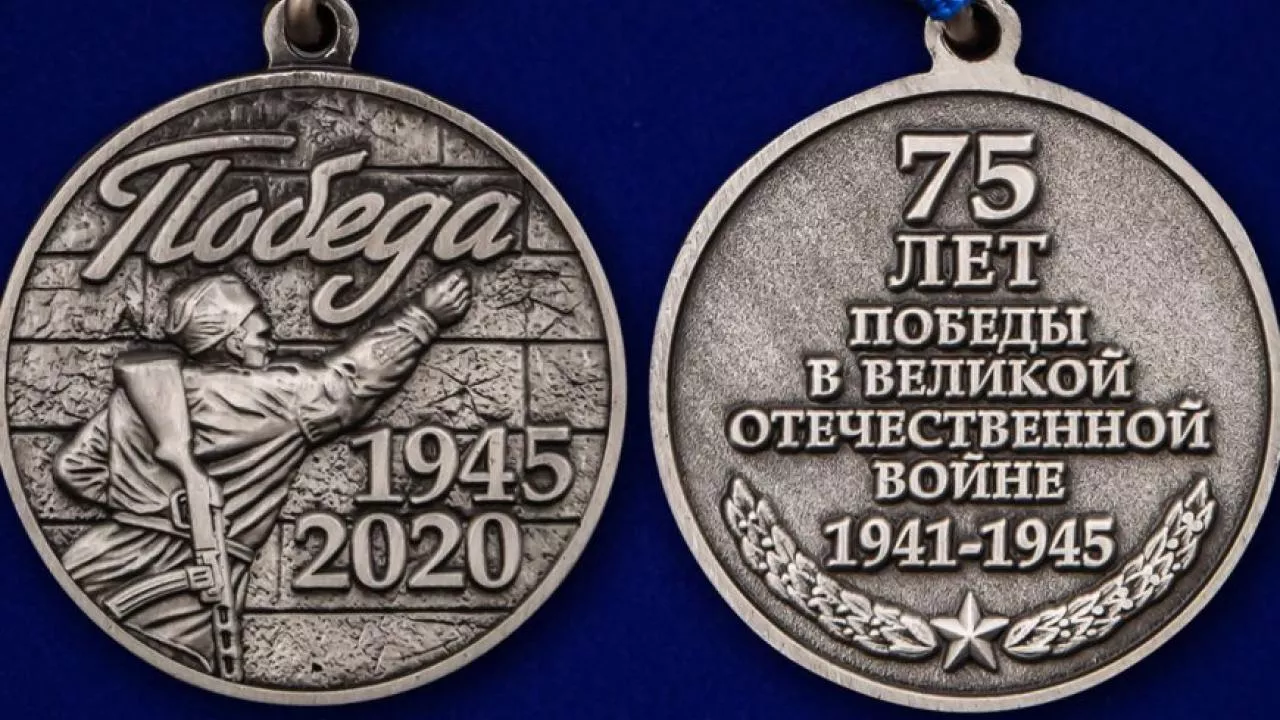 Победа
1945
2020
75
ЛЕТ
ПОБЕДЫ
В ВЕЛИКОЙ
ОТЕЧЕСТВЕННОЙ
ВОЙНЕ
1941-1945